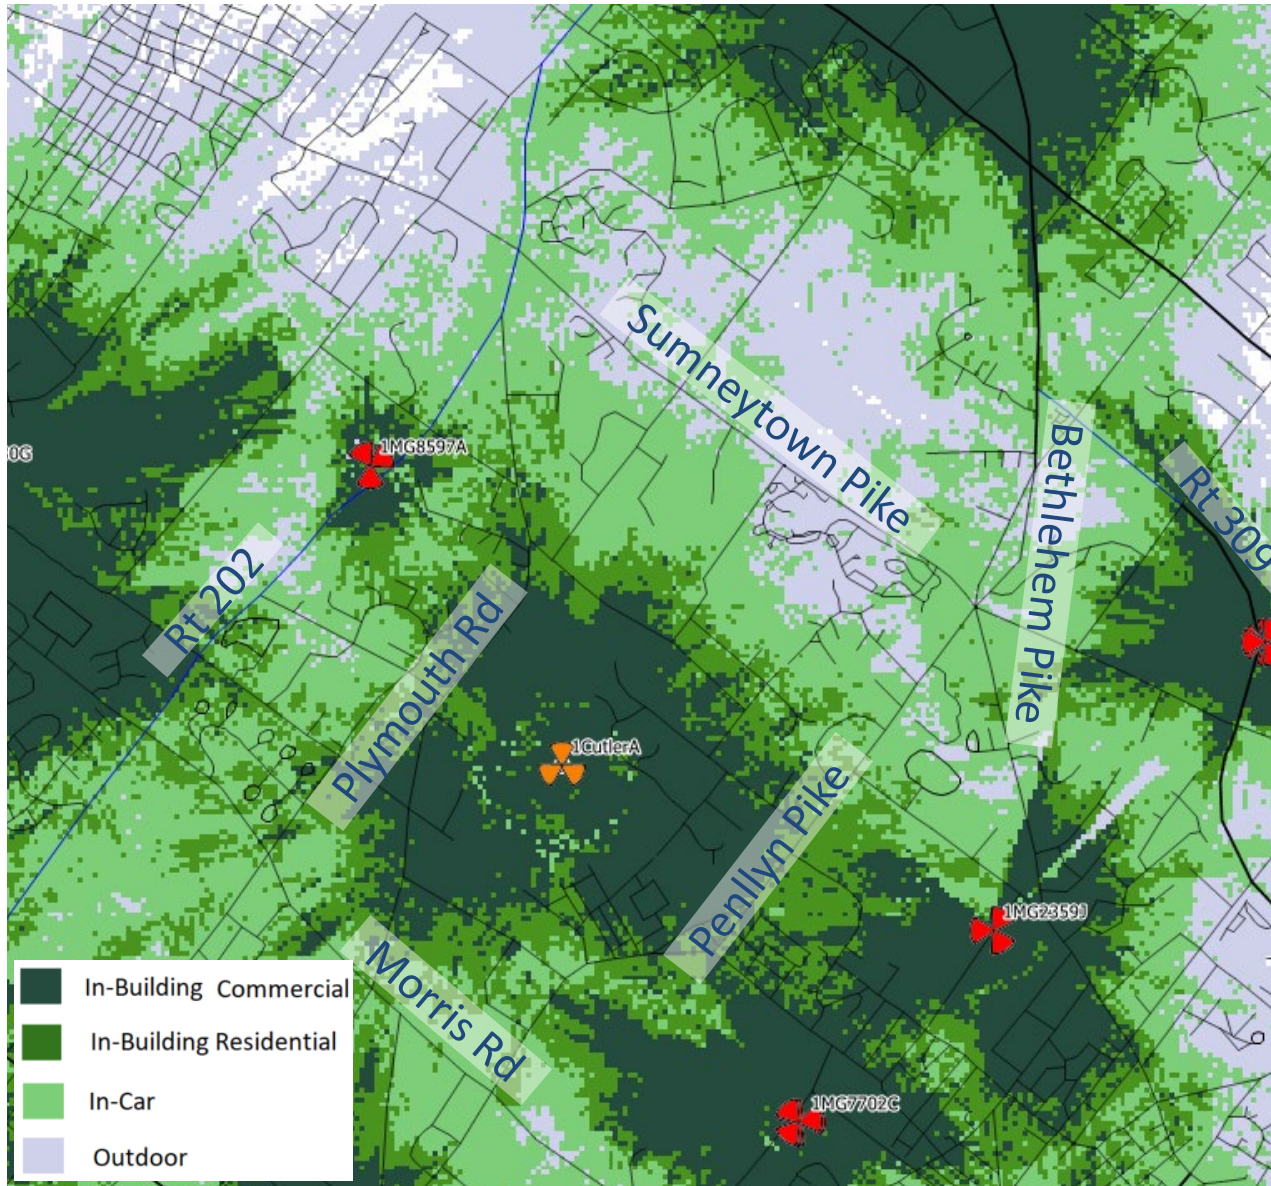 Sumneytown Pike
Bethlehem Pike
Rt 309
1MG8597A
0G
Rt 202
Plymouth Rd
1CutlerA
Penllyn Pike
1MG2359J
Morris Rd
1MG7702C
In-Building Commercial
In-Building Residential
In-Car
Outdoor